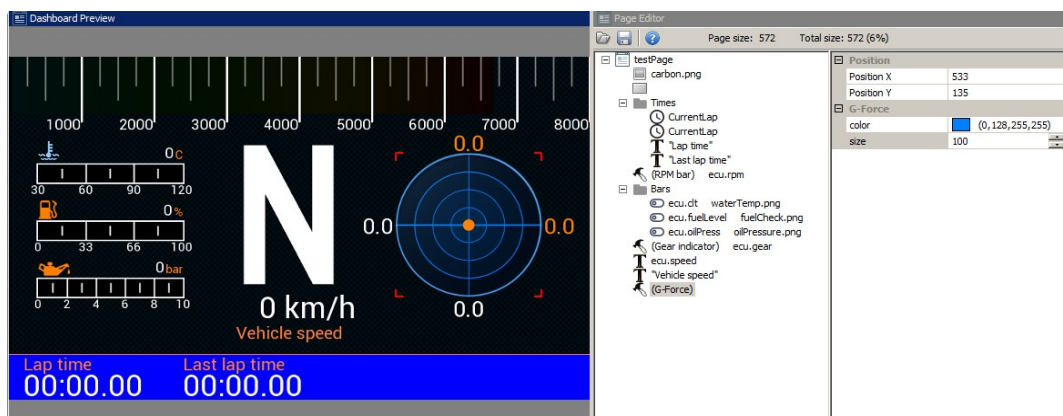 Dashboard Preview
1000 2000 3000 4000 5000 6000 7000 8000
0 C
30 60 90 120
0 %
0 33 66 100
0 bar
0 2 4 6 8 10
N
0 km/h
Vehicle speed
0.0
0.0 0.0
0.0
Lap time Last lap time
00:00.00 00:00.00
Page Editor
Page size: 572 Total size: 572 (6%)
testPage
carbon.png
Times
CurrentLap
CurrentLap
"Lap time"
"Last lap time"
(RPM bar) ecu.rpm
Bars
ecu.clt waterTemp.png
ecu.fuelLevel fuelCheck.png
ecu.oilPress oilPressure.png
(Gear indicator) ecu.gear
ecu.speed
"Vehicle speed"
(G-Force)
Position
Position X 533
Position Y 135
G-Force
color (0,128,255,255)
size 100